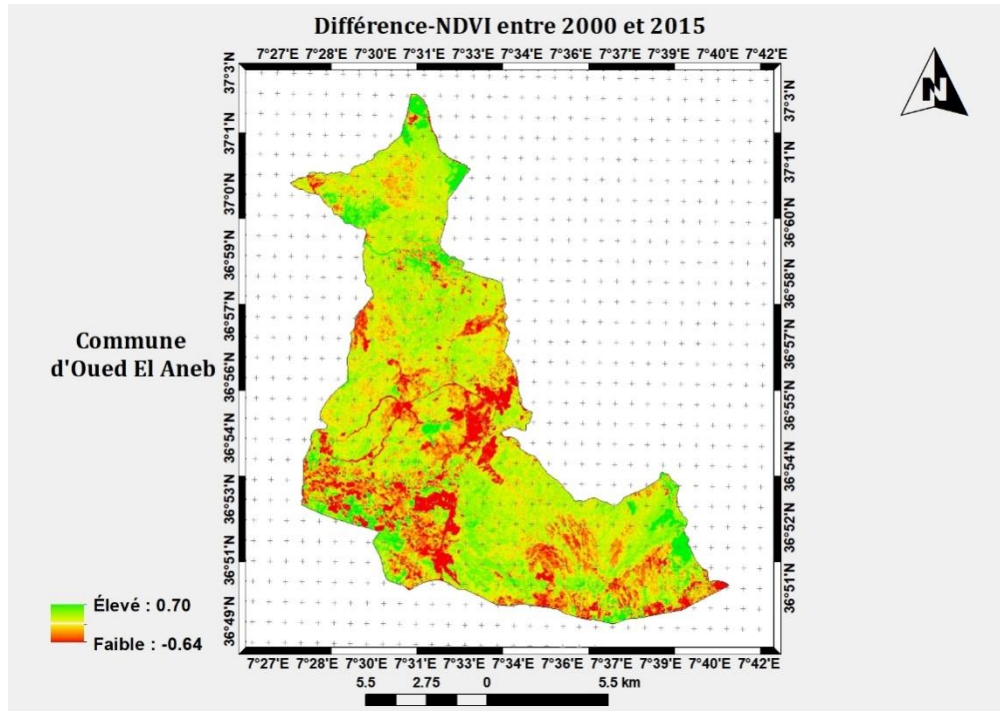 Différence-NDVI entre 2000 et 2015
7°27'E 7°28'E 7°30'E 7°31'E 7°33'E 7°34'E 7°36'E 7°37'E 7°39'E 7°40'E 7°42'E
N
37°3'N
37°1'N
37°0'N
36°59'N
36°57'N
36°56'N
36°54'N
36°53'N
36°51'N
36°49'N
37°3'N
37°1'N
36°60'N
36°58'N
36°57'N
36°55'N
36°54'N
36°52'N
36°51'N
Commune
d'Oued El Aneb
Élevé : 0.70
Faible : -0.64
7°27'E 7°28'E 7°30'E 7°31'E 7°33'E 7°34'E 7°36'E 7°37'E 7°39'E 7°40'E 7°42'E
5.5 2.75 0 5.5 km